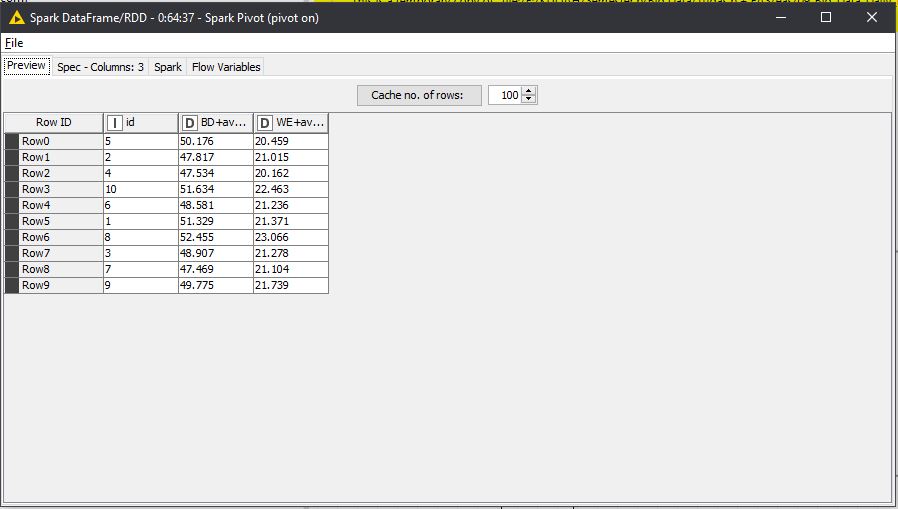 Spark DataFrame/RDD - 0:64:37 - Spark Pivot (pivot on)
File
Preview Spec - Columns: 3 Spark Flow Variables
Cache no. of rows: 100
Row ID I id D BD+av... D WE+av...
Row0 5 50.176 20.459
Row1 2 47.817 21.015
Row2 4 47.534 20.162
Row3 10 51.634 22.463
Row4 6 48.581 21.236
Row5 1 51.329 21.371
Row6 8 52.455 23.066
Row7 3 48.907 21.278
Row8 7 47.469 21.104
Row9 9 49.775 21.739